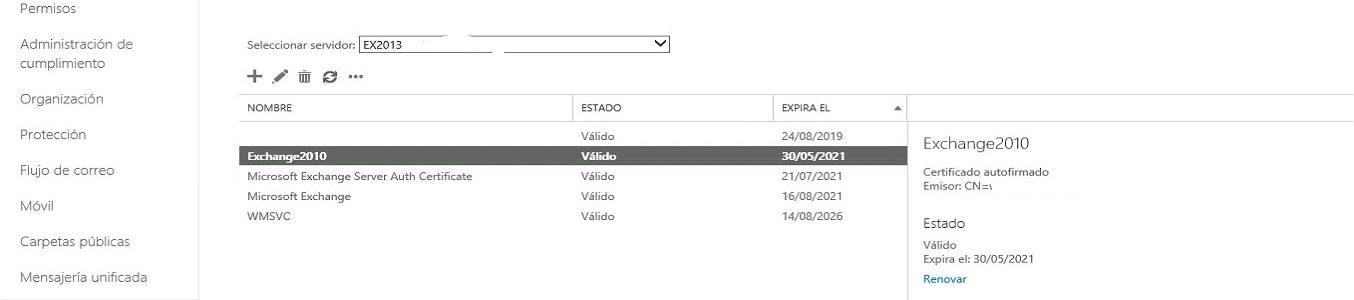 Permisos
Administración de
cumplimiento
Organización
Protección
Flujo de correo
Móvil
Carpetas públicas
Mensajería unificada
Seleccionar servidor: EX2013
NOMBRE ESTADO EXPIRA EL
Válido 24/08/2019
Exchange2010 Válido 30/05/2021
Microsoft Exchange Server Auth Certificate Válido 21/07/2021
Microsoft Exchange Válido 16/08/2021
WMSVC Válido 14/08/2026
Exchange2010
Certificado autofirmado
Emisor: CN=
Estado
Válido
Expira el: 30/05/2021
Renovar